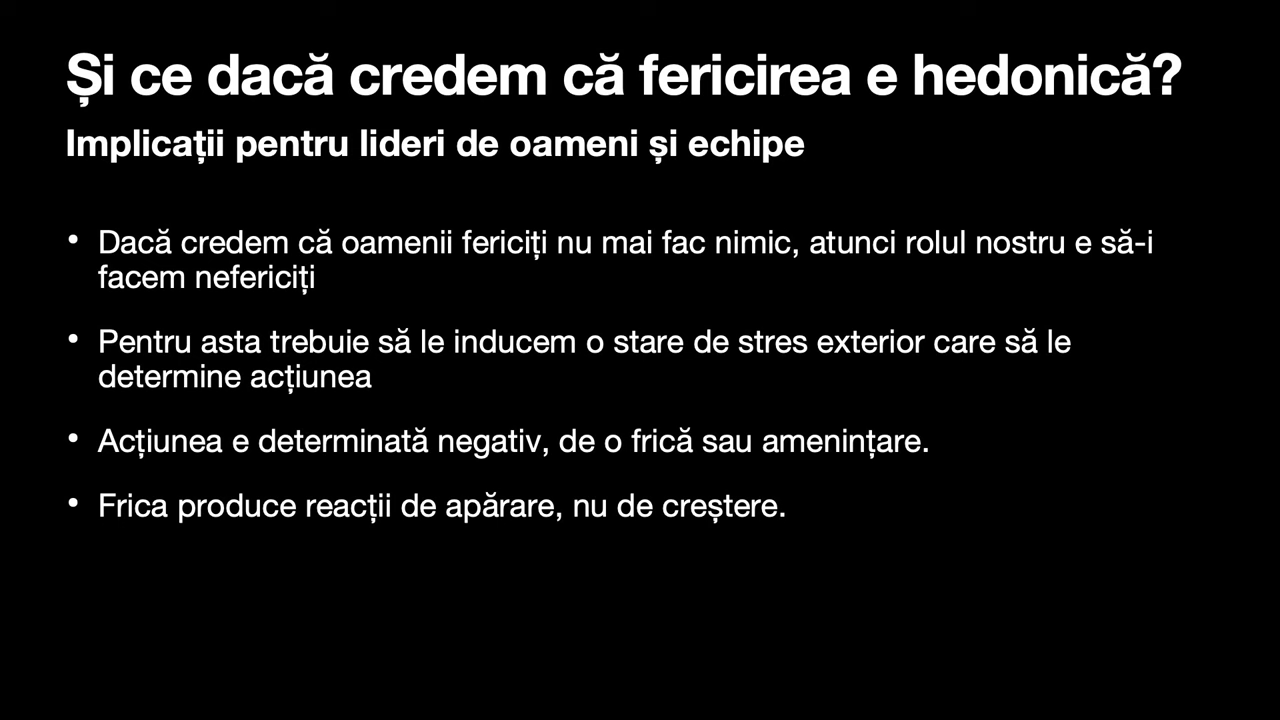 Și ce dacă credem că fericirea e hedonică?
Implicații pentru lideri de oameni și echipe
• Dacă credem că oamenii fericiți nu mai fac nimic, atunci rolul nostru e să-i
facem nefericiți
• Pentru asta trebuie să le inducem o stare de stres exterior care să le
determine acțiunea
• Acțiunea e determinată negativ, de o frică sau amenințare.
• Frica produce reacții de apărare, nu de creștere.